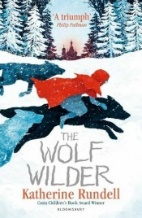 'A triumph'
Philip Pullman
THE
WOLF
WILDER
Katherine Rundell
Costa Children's Book Award Winner
BLOOMSBURY